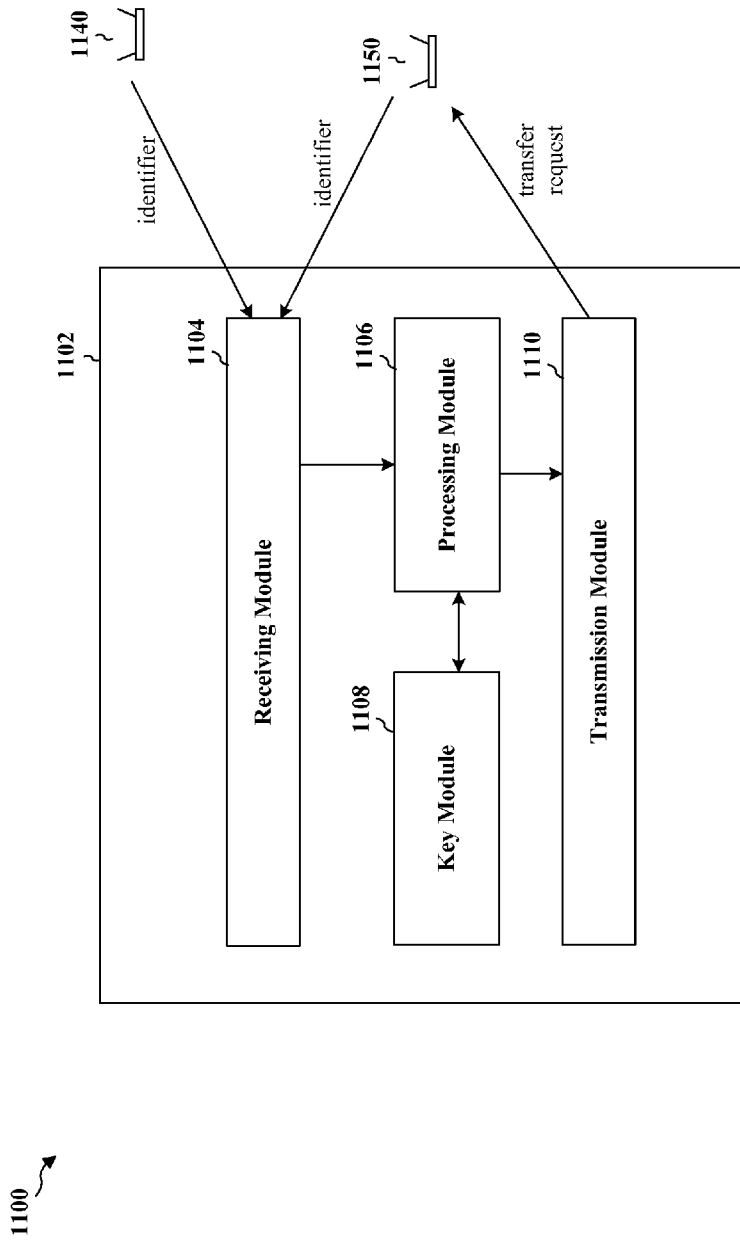 1100
1102
1140
identifier
1104
Receiving Module
identifier
1150
1108
1106
Key Module
Processing Module
transfer
request
1110
Transmission Module